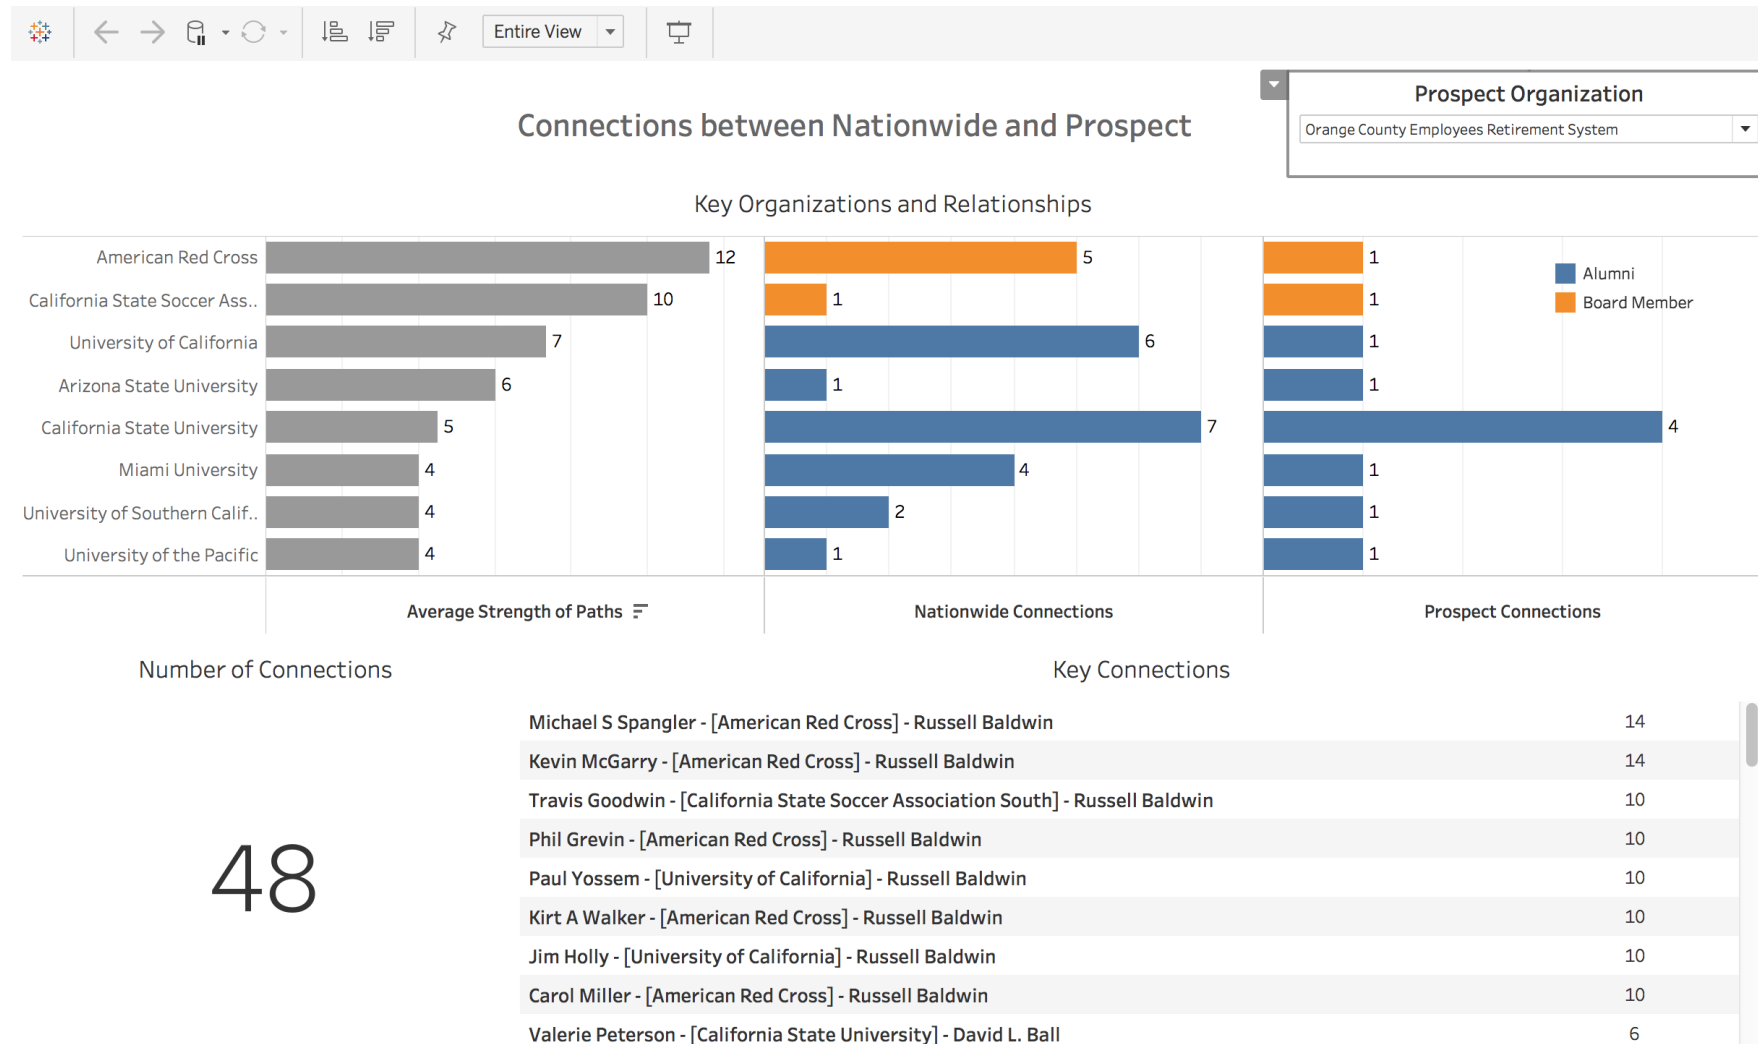 Entire View
Prospect Organization
Orange County Employees Retirement System
Connections between Nationwide and Prospect
Key Organizations and Relationships
American Red Cross 12 5 1
California State Soccer Ass.. 10 1 1
University of California 7 6 1
Arizona State University 6 1 1
California State University 5 7 4
Miami University 4 4 1
University of Southern Calif.. 4 2 1
University of the Pacific 4 1 1
Alumni
Board Member
Average Strength of Paths Nationwide Connections Prospect Connections
Number of Connections
48
Key Connections
Michael S Spangler - [American Red Cross] - Russell Baldwin 14
Kevin McGarry - [American Red Cross] - Russell Baldwin 14
Travis Goodwin - [California State Soccer Association South] - Russell Baldwin 10
Phil Grevin - [American Red Cross] - Russell Baldwin 10
Paul Yossem - [University of California] - Russell Baldwin 10
Kirt A Walker - [American Red Cross] - Russell Baldwin 10
Jim Holly - [University of California] - Russell Baldwin 10
Carol Miller - [American Red Cross] - Russell Baldwin 10
Valerie Peterson - [California State University] - David L. Ball 6